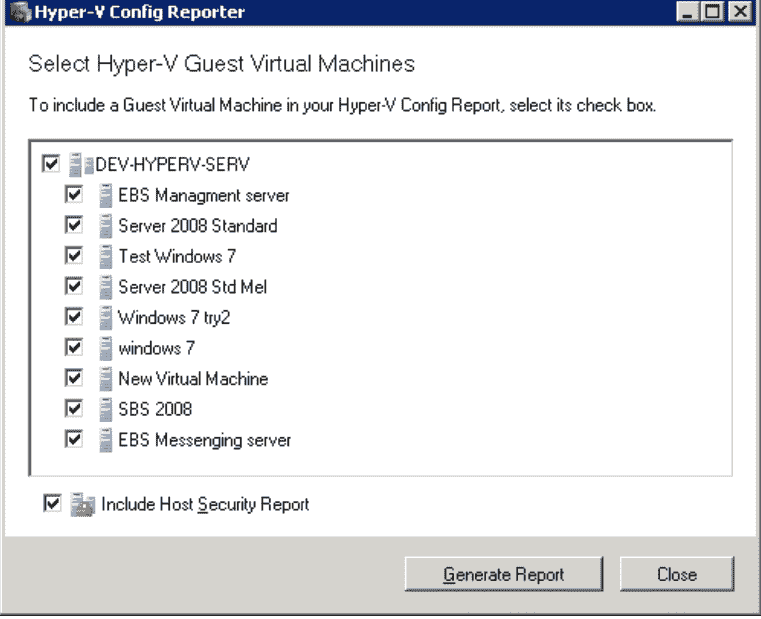 Hyper-V Config Reporter
Select Hyper-V Guest Virtual Machines
To include a Guest Virtual Machine in your Hyper-V Config Report, select its check box.
DEV-HYPERV-SERV
EBS Managment server
Server 2008 Standard
Test Windows 7
Server 2008 Std Mel
Windows 7 try2
windows 7
New Virtual Machine
SBS 2008
EBS Messenging server
Include Host Security Report
Generate Report
Close